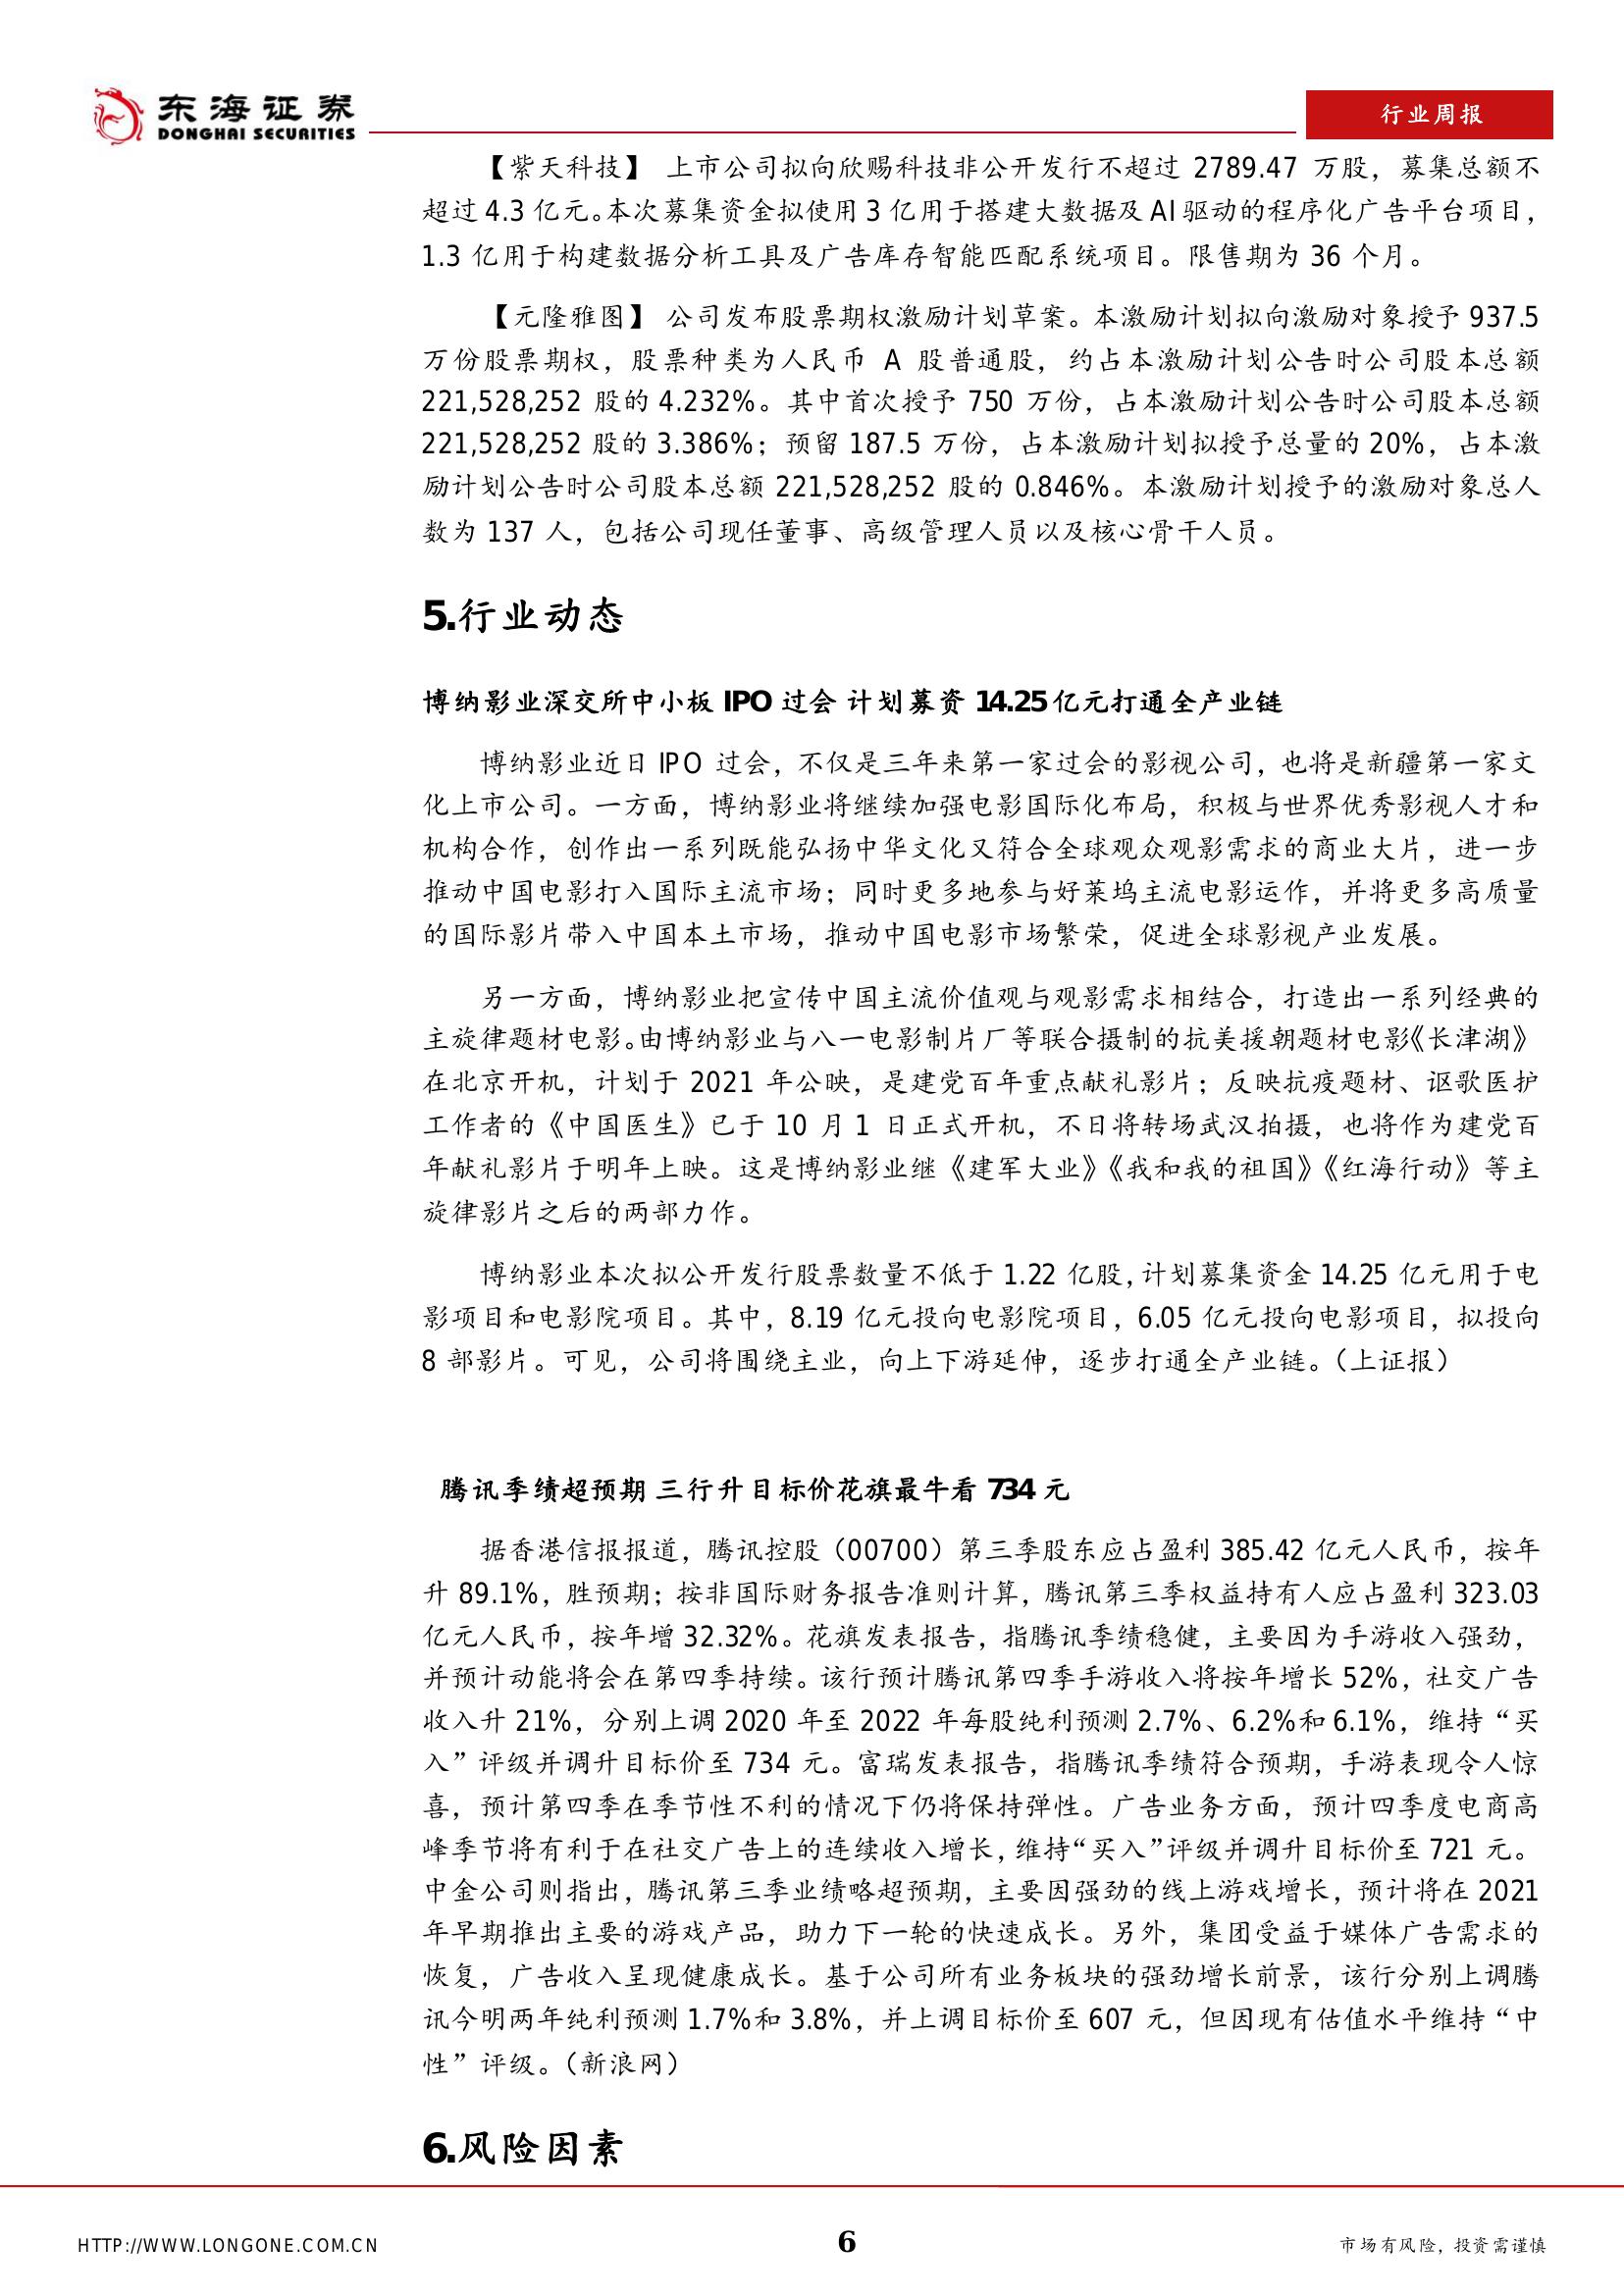 东海证券
DONGHAI SECURITIES
行业周报
【紫天科技】 上市公司拟向欣赐科技非公开发行不超过 2789.47 万股，募集总额不
超过 4.3 亿元。本次募集资金拟使用 3 亿用于搭建大数据及 AI 驱动的程序化广告平台项目，
1.3 亿用于构建数据分析工具及广告库存智能匹配系统项目。限售期为 36 个月。
【元隆雅图】 公司发布股票期权激励计划草案。本激励计划拟向激励对象授予 937.5
万份股票期权，股票种类为人民币 A 股普通股，约占本激励计划公告时公司股本总额
221,528,252 股的 4.232%。其中首次授予 750 万份，占本激励计划公告时公司股本总额
221,528,252 股的 3.386%；预留 187.5 万份，占本激励计划拟授予总量的 20%，占本激
励计划公告时公司股本总额 221,528,252 股的 0.846%。本激励计划授予的激励对象总人
数为 137 人，包括公司现任董事、高级管理人员以及核心骨干人员。
5.行业动态
博纳影业深交所中小板 IPO 过会 计划募资 14.25 亿元打通全产业链
博纳影业近日 IPO 过会，不仅是三年来第一家过会的影视公司，也将是新疆第一家文
化上市公司。一方面，博纳影业将继续加强电影国际化布局，积极与世界优秀影视人才和
机构合作，创作出一系列既能弘扬中华文化又符合全球观众观影需求的商业大片，进一步
推动中国电影打入国际主流市场；同时更多地参与好莱坞主流电影运作，并将更多高质量
的国际影片带入中国本土市场，推动中国电影市场繁荣，促进全球影视产业发展。
另一方面，博纳影业把宣传中国主流价值观与观影需求相结合，打造出一系列经典的
主旋律题材电影。由博纳影业与八一电影制片厂等联合摄制的抗美援朝题材电影《长津湖》
在北京开机，计划于 2021 年公映，是建党百年重点献礼影片；反映抗疫题材、讴歌医护
工作者的《中国医生》已于 10 月 1 日正式开机，不日将转场武汉拍摄，也将作为建党百
年献礼影片于明年上映。这是博纳影业继《建军大业》《我和我的祖国》《红海行动》等主
旋律影片之后的两部力作。
博纳影业本次拟公开发行股票数量不低于 1.22 亿股，计划募集资金 14.25 亿元用于电
影项目和电影院项目。其中，8.19 亿元投向电影院项目，6.05 亿元投向电影项目，拟投向
8 部影片。可见，公司将围绕主业，向上下游延伸，逐步打通全产业链。（上证报）
腾讯季绩超预期 三行升目标价花旗最牛看 734 元
据香港信报报道，腾讯控股（00700）第三季股东应占盈利 385.42 亿元人民币，按年
升 89.1%，胜预期；按非国际财务报告准则计算，腾讯第三季权益持有人应占盈利 323.03
亿元人民币，按年增 32.32%。花旗发表报告，指腾讯季绩稳健，主要因为手游收入强劲，
并预计动能将会在第四季持续。该行预计腾讯第四季手游收入将按年增长 52%，社交广告
收入升 21%，分别上调 2020 年至 2022 年每股纯利预测 2.7%、6.2%和 6.1%，维持“买
入”评级并调升目标价至 734 元。富瑞发表报告，指腾讯季绩符合预期，手游表现令人惊
喜，预计第四季在季节性不利的情况下仍将保持弹性。广告业务方面，预计四季度电商高
峰季节将有利于在社交广告上的连续收入增长，维持“买入”评级并调升目标价至 721 元。
中金公司则指出，腾讯第三季业绩略超预期，主要因强劲的线上游戏增长，预计将在 2021
年早期推出主要的游戏产品，助力下一轮的快速成长。另外，集团受益于媒体广告需求的
恢复，广告收入呈现健康成长。基于公司所有业务板块的强劲增长前景，该行分别上调腾
讯今明两年纯利预测 1.7%和 3.8%，并上调目标价至 607 元，但因现有估值水平维持“中
性”评级。（新浪网）
6.风险因素
HTTP://WWW.LONGONE.COM.CN
6
市场有风险，投资需谨慎